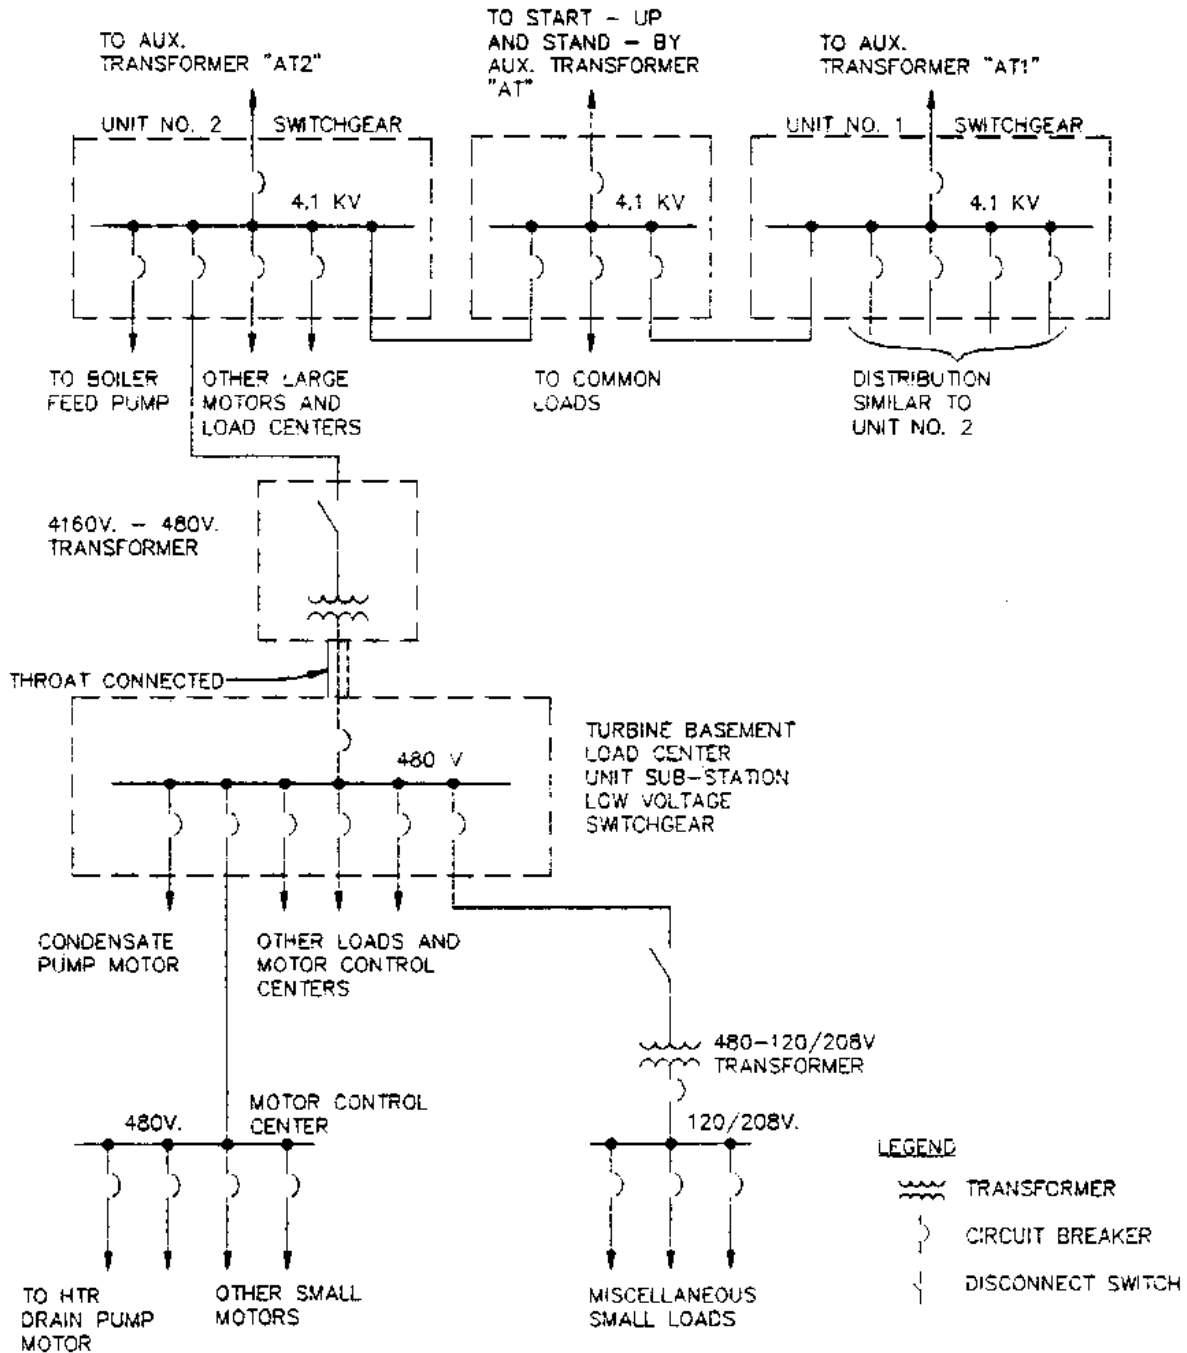 TO AUX.
TRANSFORMER "AT2"
TO START - UP
AND STAND - BY
AUX. TRANSFORMER
"AT"
TO AUX.
TRANSFORMER "AT1"
UNIT NO. 2 SWITCHGEAR
UNIT NO. 1 SWITCHGEAR
4.1 KV
4.1 KV
4.1 KV
TO BOILER
FEED PUMP
OTHER LARGE
MOTORS AND
LOAD CENTERS
TO COMMON
LOADS
DISTRIBUTION
SIMILAR TO
UNIT NO. 2
4160V. - 480V.
TRANSFORMER
THROAT CONNECTED
480 V
TURBINE BASEMENT
LOAD CENTER
UNIT SUB-STATION
LOW VOLTAGE
SWITCHGEAR
CONDENSATE
PUMP MOTOR
OTHER LOADS AND
MOTOR CONTROL
CENTERS
480-120/208V
TRANSFORMER
480V.
MOTOR CONTROL
CENTER
120/208V.
TO HTR
DRAIN PUMP
MOTOR
OTHER SMALL
MOTORS
MISCELLANEOUS
SMALL LOADS
LEGEND
TRANSFORMER
CIRCUIT BREAKER
DISCONNECT SWITCH